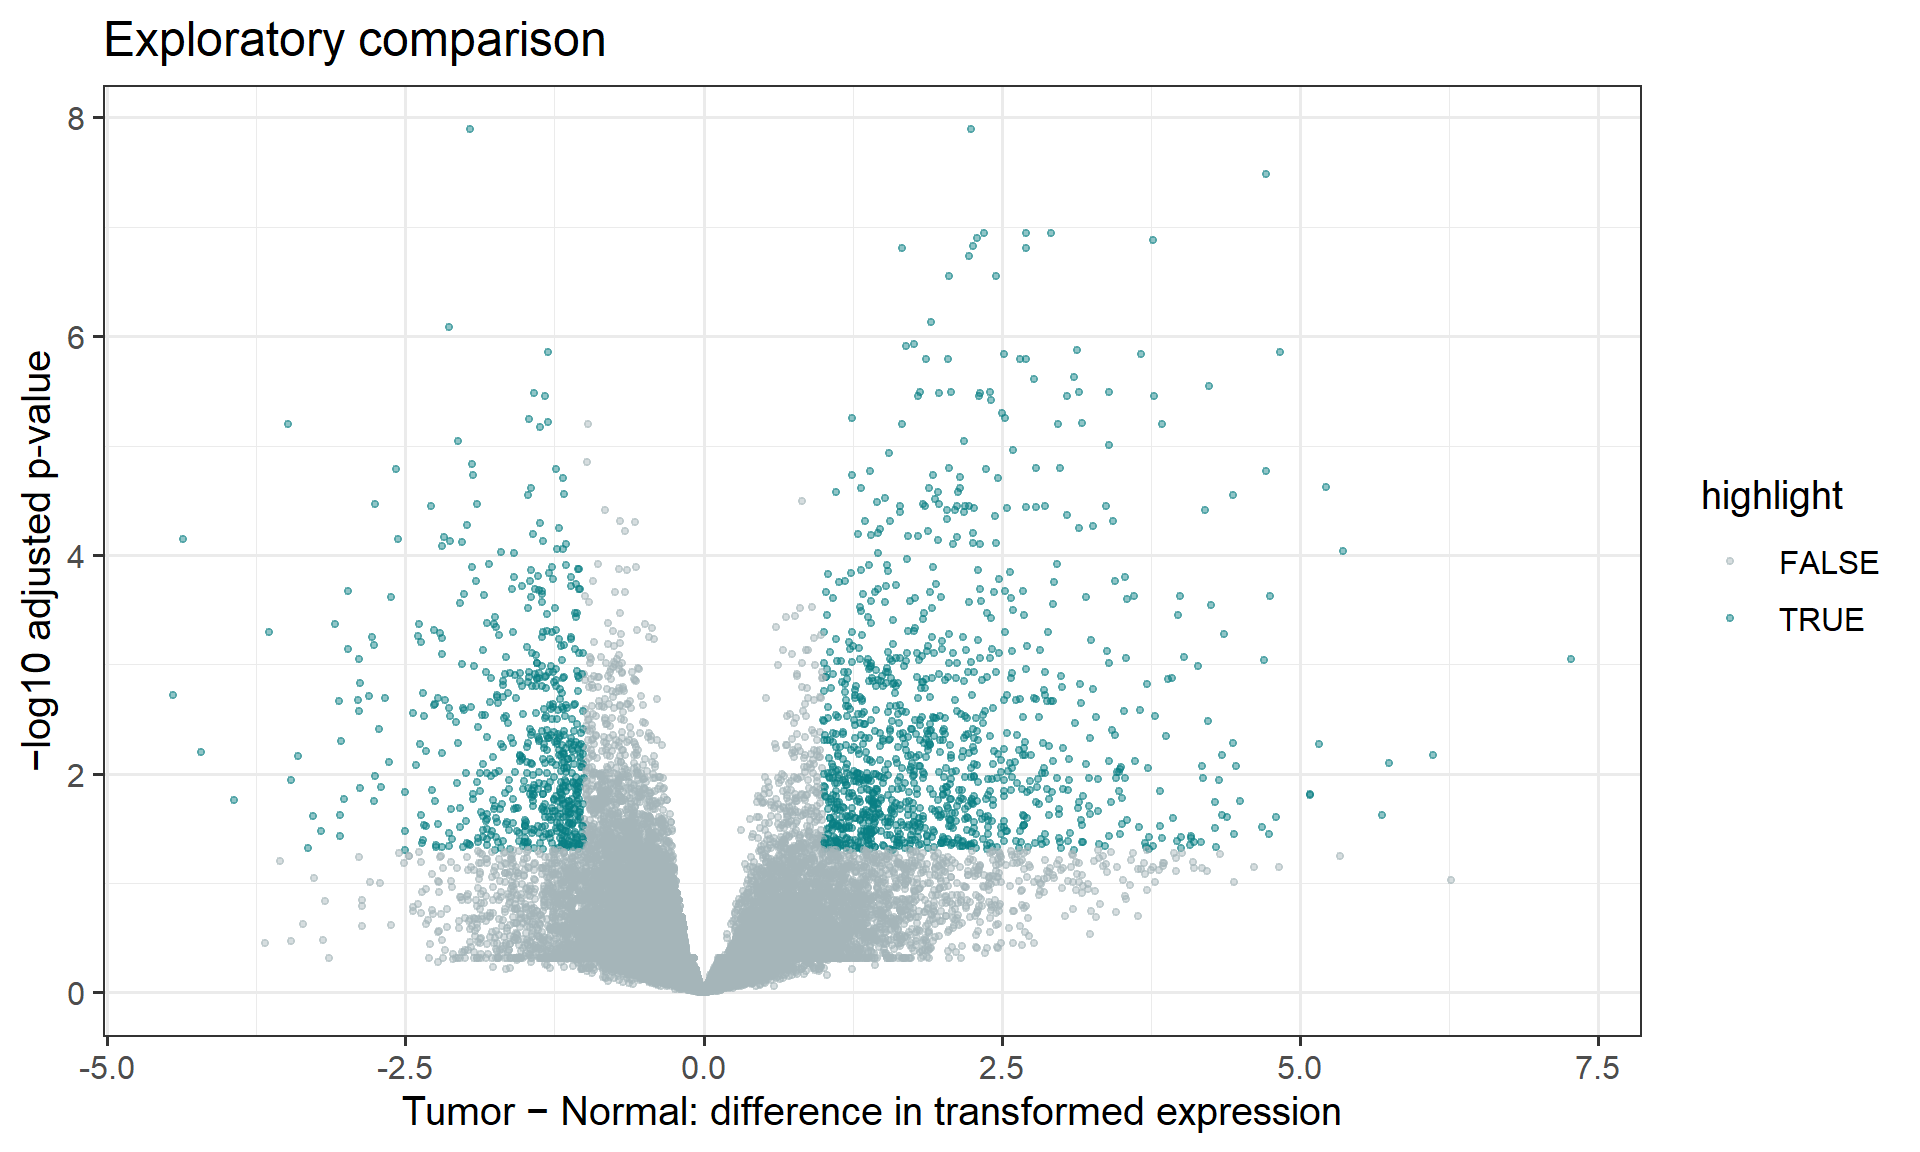 Exploratory comparison
8
6
4
2
0
−log10 adjusted p-value
-5.0 -2.5 0.0 2.5 5.0 7.5
Tumor − Normal: difference in transformed expression
highlight
FALSE
TRUE